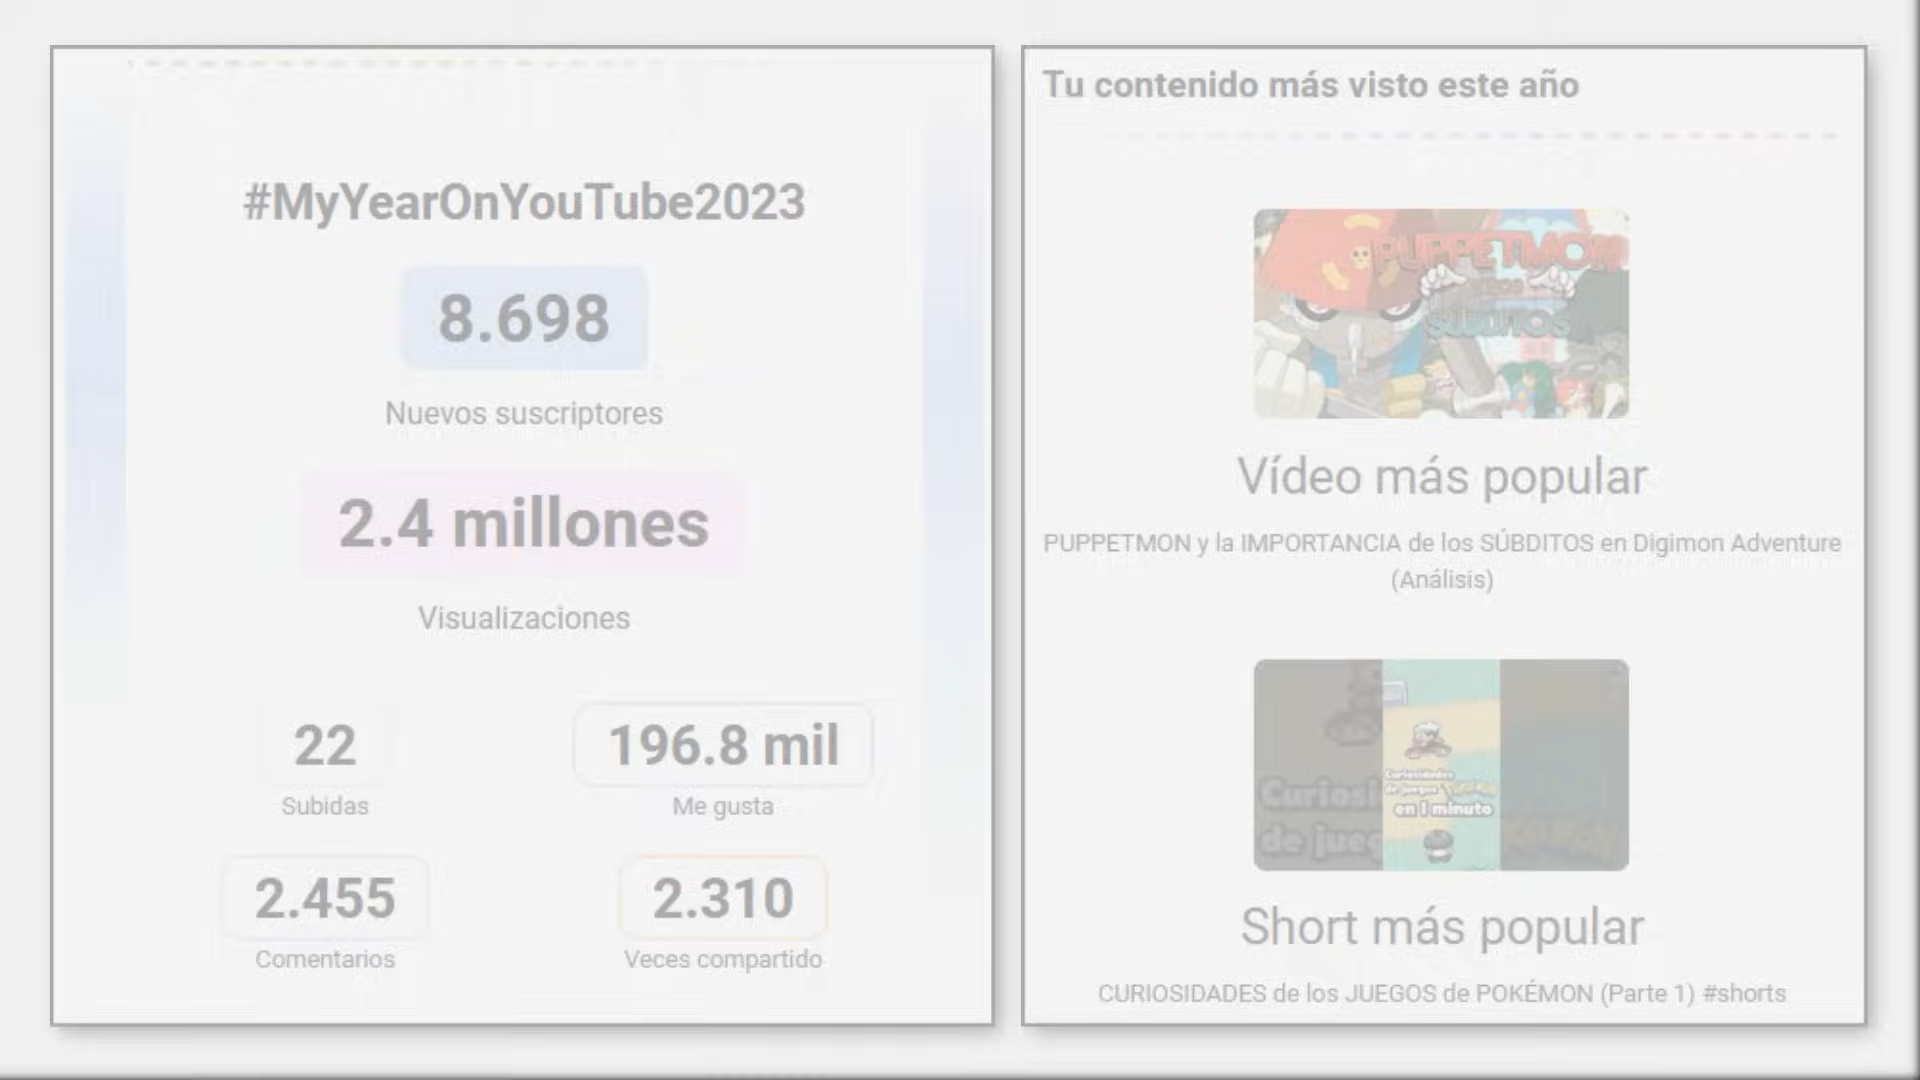 #MyYearOnYouTube2023
8.698
Nuevos suscriptores
2.4 millones
Visualizaciones
22
196.8 mil
Subidas
Me gusta
2.455
2.310
Comentarios
Veces compartido
Tu contenido más visto este año
PUPPETMON
SÚBDITOS
Vídeo más popular
PUPPETMON y la IMPORTANCIA de los SÚBDITOS en Digimon Adventure
(Análisis)
Curiosidades
de juegos
en 1 minuto
Short más popular
CURIOSIDADES de los JUEGOS de POKÉMON (Parte 1) #shorts